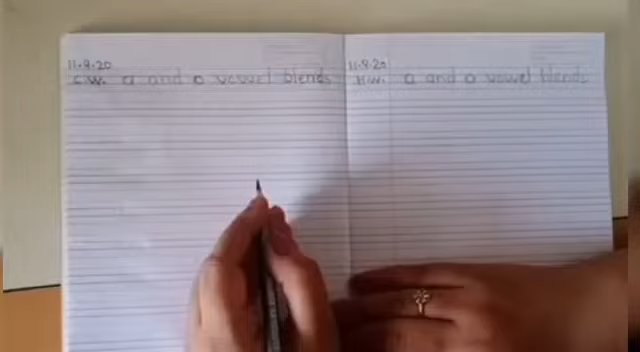 11.9.20
C.W. a and o vowel blends
11.9.20
H.W. a and o vowel blends